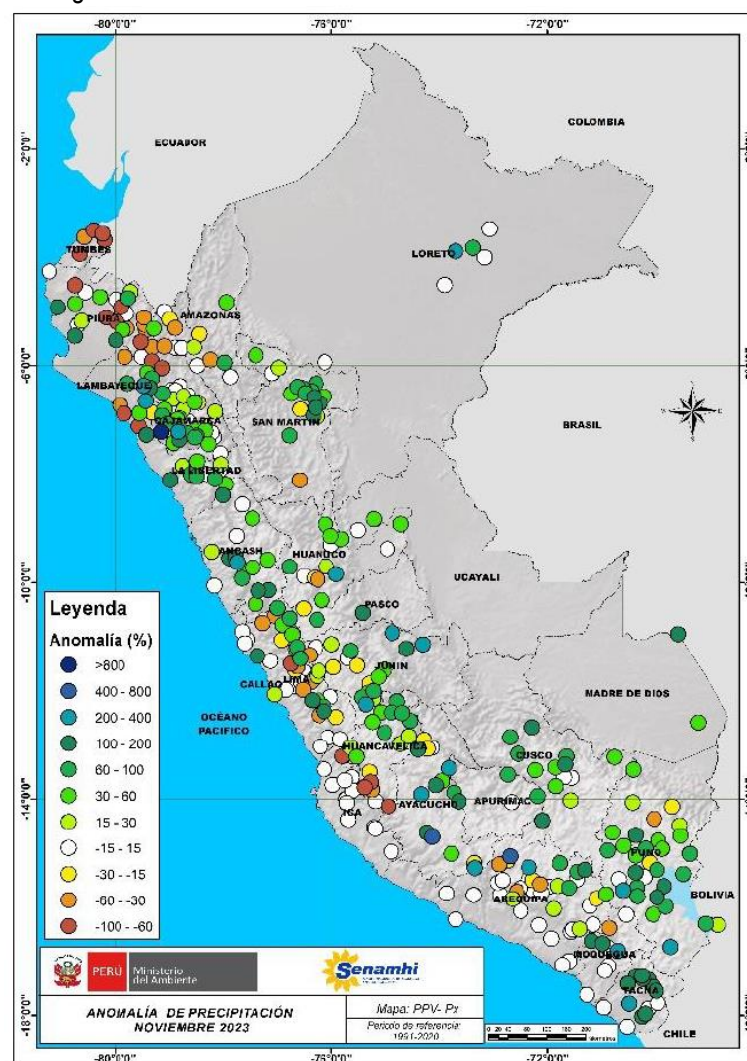 -80°0'0"
-76°0'0"
-72°0'0"
COLOMBIA
ECUADOR
-2°0'0"
TUMBES
LORETO
PIURA
AMAZONAS
-6°0'0"
LAMBAYEQUE
CAJAMARCA
SAN MARTIN
BRASIL
LA LIBERTAD
ANCASH
HUANUCO
-10°0'0"
UCAYALI
PASCO
JUNIN
LIMA
CALLAO
MADRE DE DIOS
OCÉANO
PACIFICO
CUSCO
HUANCAVELICA
-14°0'0"
AYACUCHO
APURIMAC
ICA
PUNO
BOLIVIA
AREQUIPA
MOQUEGUA
TACNA
-18°0'0"
CHILE
Leyenda
Anomalía (%)
>800
400 - 800
200 - 400
100 - 200
60 - 100
30 - 60
15 - 30
-15 - 15
-30 - -15
-60 - -30
-100 - -60
PERÚ
Ministerio
del Ambiente
Senamhi
ANOMALÍA DE PRECIPITACIÓN
NOVIEMBRE 2023
Mapa: PPV- Px
Periodo de referencia:
1991-2020